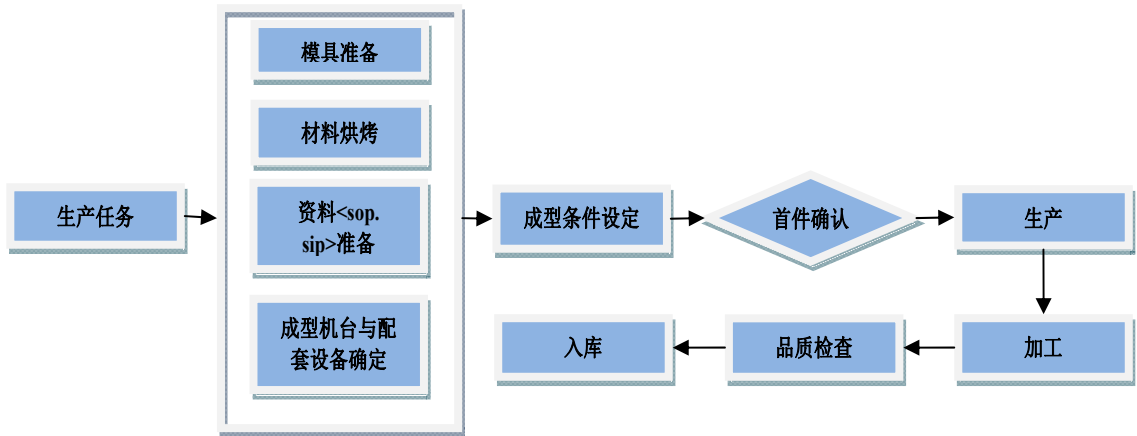 生产任务
模具准备
材料烘烤
资料<sop.
sip>准备
成型机台与配
套设备确定
成型条件设定
首件确认
生产
加工
品质检查
入库